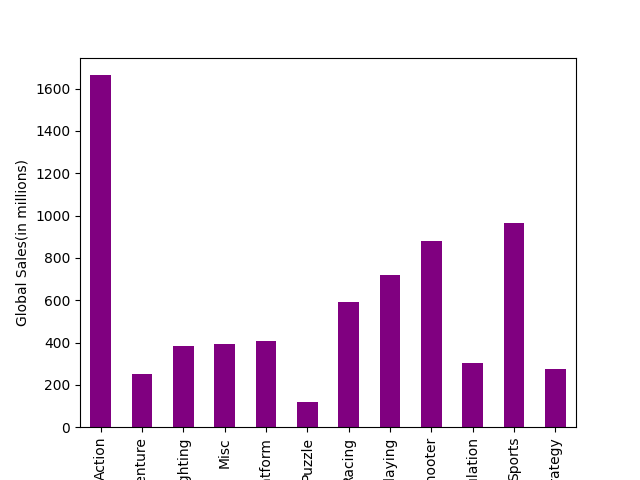 Global Sales(in millions)
1600
1400
1200
1000
800
600
400
200
0
Action
enture
ghting
Misc
tform
Puzzle
Racing
laying
hooter
ulation
Sports
rategy